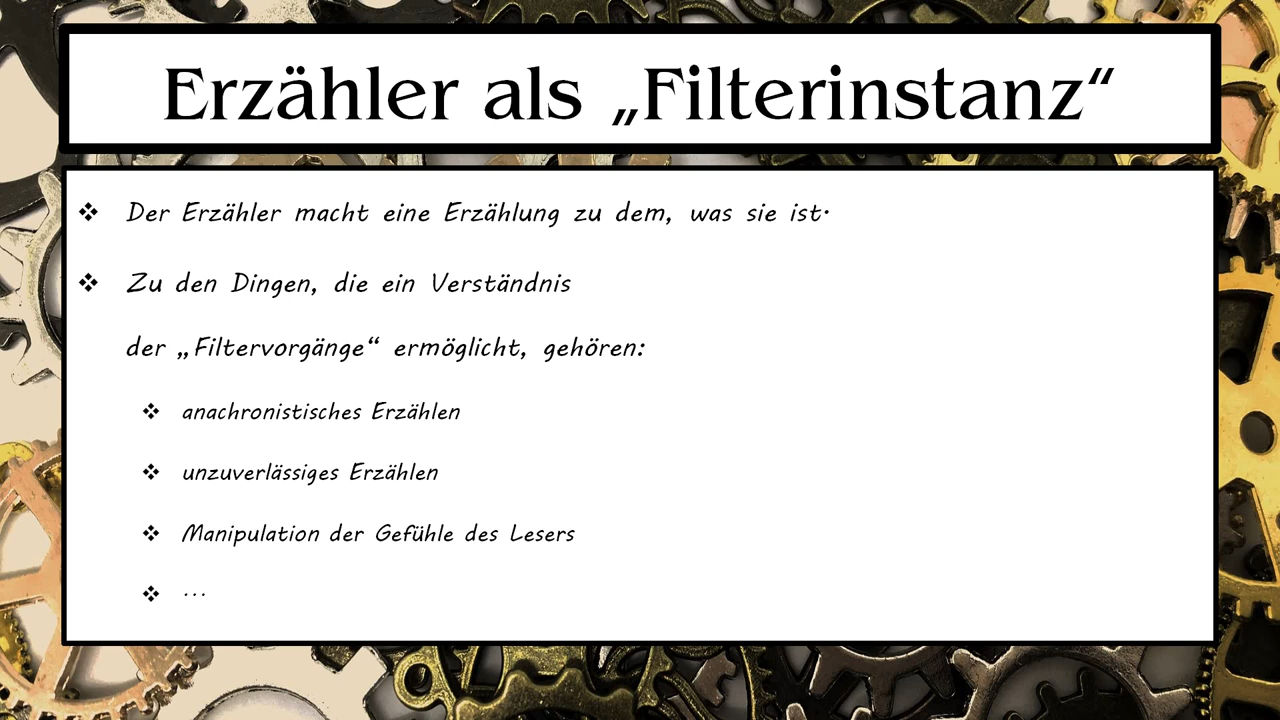 Erzähler als „Filterinstanz“
❖ Der Erzähler macht eine Erzählung zu dem, was sie ist.
❖ Zu den Dingen, die ein Verständnis
der „Filtervorgänge“ ermöglicht, gehören:
❖ anachronistisches Erzählen
❖ unzuverlässiges Erzählen
❖ Manipulation der Gefühle des Lesers
❖ ...